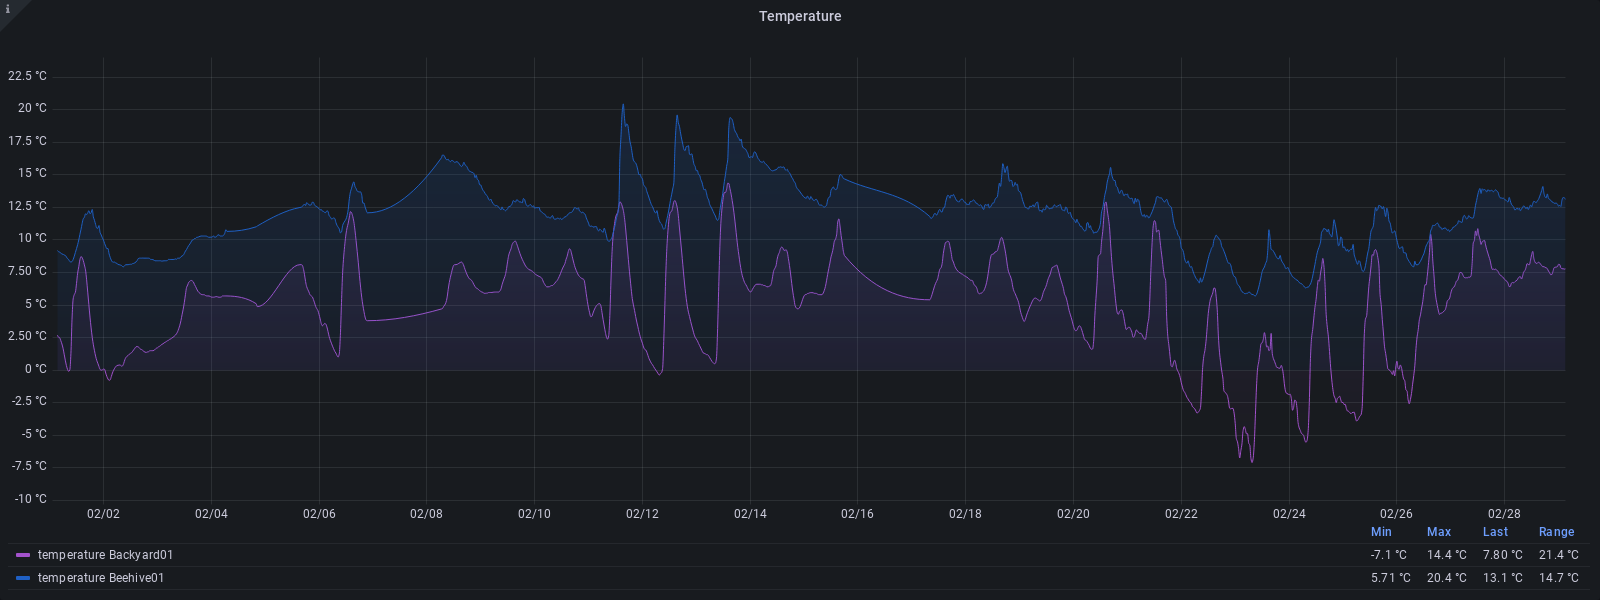 i
Temperature
22.5 °C
20 °C
17.5 °C
15 °C
12.5 °C
10 °C
7.50 °C
5 °C
2.50 °C
0 °C
-2.5 °C
-5 °C
-7.5 °C
-10 °C
02/02 02/04 02/06 02/08 02/10 02/12 02/14 02/16 02/18 02/20 02/22 02/24 02/26 02/28
Min Max Last Range
temperature Backyard01 -7.1 °C 14.4 °C 7.80 °C 21.4 °C
temperature Beehive01 5.71 °C 20.4 °C 13.1 °C 14.7 °C